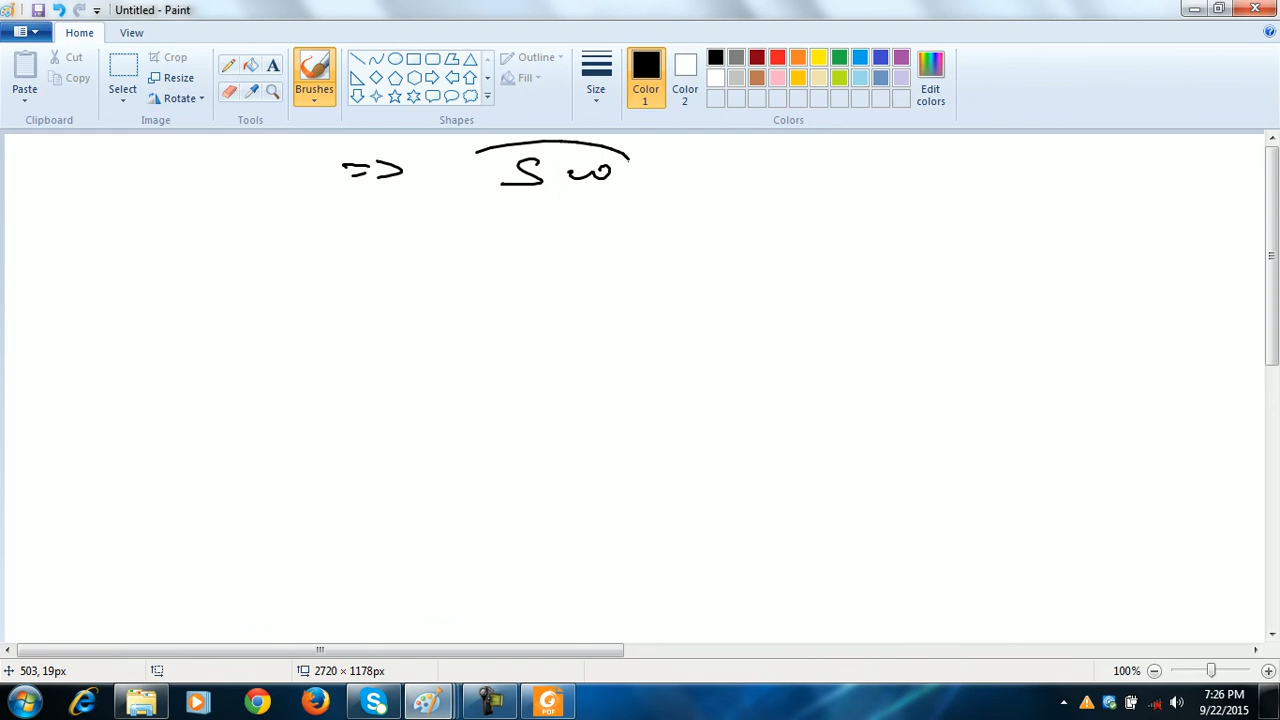 Untitled - Paint
Home View
Paste
Cut
Copy
Clipboard
Select
Crop
Resize
Rotate
Image
A
Tools
Brushes
Outline
Fill
Shapes
Size
Color 1
Color 2
Edit colors
Colors
=> S
503, 19px
2720 × 1178px
100%
PDF
7:26 PM
9/22/2015